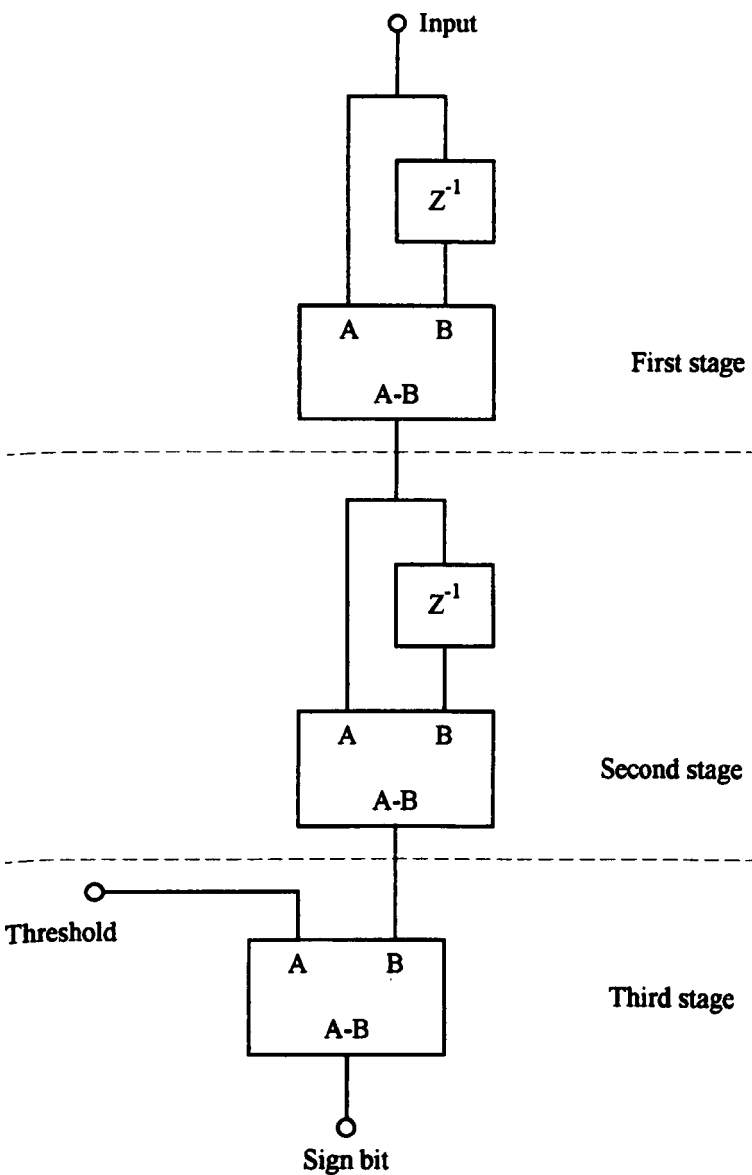 Input
Z⁻¹
A B
A-B
First stage
Z⁻¹
A B
A-B
Second stage
Threshold
A B
A-B
Third stage
Sign bit